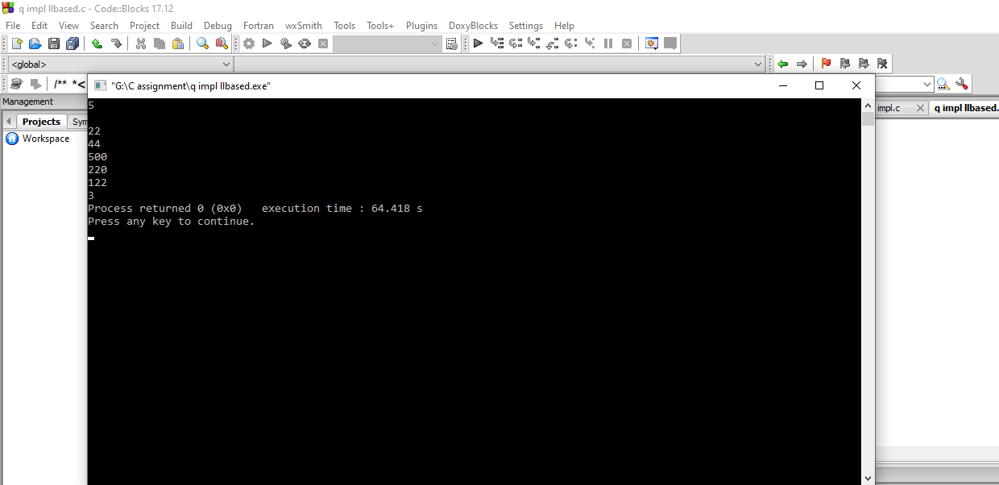 q impl llbased.c - Code::Blocks 17.12
File Edit View Search Project Build Debug Fortran wxSmith Tools Tools+ Plugins DoxyBlocks Settings Help
<global>
/** *<
"G:\C assignment\q impl llbased.exe"
Management
impl.c q impl llbased.
Projects Sym
Workspace
5
22
44
500
220
122
3
Process returned 0 (0x0) execution time : 64.418 s
Press any key to continue.